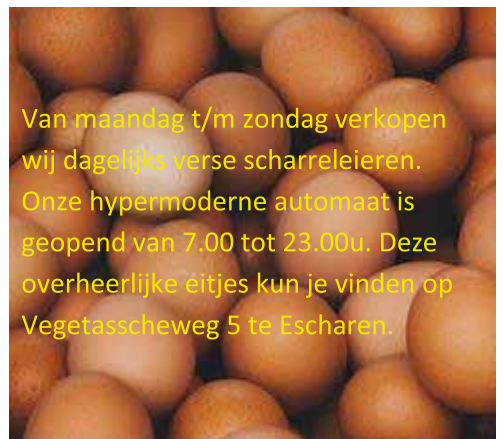 Van maandag t/m zondag verkopen
wij dagelijks verse scharreleieren.
Onze hypermoderne automaat is
geopend van 7.00 tot 23.00u. Deze
overheerlijke eitjes kun je vinden op
Vegetasscheweg 5 te Escharen.